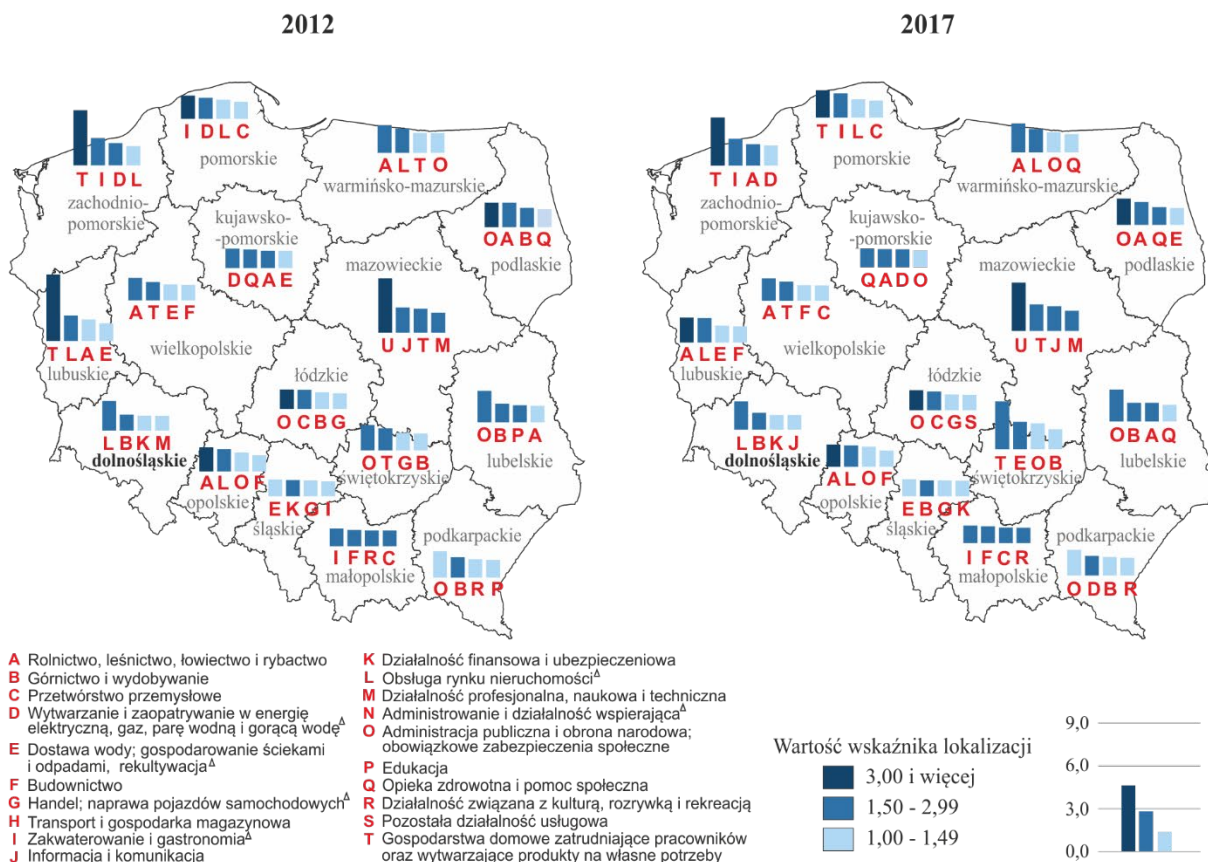 2012
2017
T I D L
zachodnio-
pomorskie
I D L C
pomorskie
A L T O
warmińsko-mazurskie
kujawsko-
-pomorskie
D Q A E
O A B Q
podlaskie
mazowieckie
U J T M
A T E F
wielkopolskie
T L A E
lubuskie
łódzkie
O C B G
L B K M
dolnośląskie
O B P A
lubelskie
O T G B
świętokrzyskie
A L O F
opolskie
E K G I
śląskie
I F R C
małopolskie
podkarpackie
O B R P
T I A D
zachodnio-
pomorskie
T I L C
pomorskie
A L O Q
warmińsko-mazurskie
kujawsko-
-pomorskie
Q A D O
O A Q E
podlaskie
mazowieckie
U T J M
A T F C
wielkopolskie
A L E F
lubuskie
łódzkie
O C G S
L B K J
dolnośląskie
O B A Q
lubelskie
T E O B
świętokrzyskie
A L O F
opolskie
E B G K
śląskie
I F C R
małopolskie
podkarpackie
O D B R
A Rolnictwo, leśnictwo, łowiectwo i rybactwo
B Górnictwo i wydobywanie
C Przetwórstwo przemysłowe
D Wytwarzanie i zaopatrywanie w energię
elektryczną, gaz, parę wodną i gorącą wodę Δ
E Dostawa wody; gospodarowanie ściekami
i odpadami, rekultywacja Δ
F Budownictwo
G Handel; naprawa pojazdów samochodowych Δ
H Transport i gospodarka magazynowa
I Zakwaterowanie i gastronomia Δ
J Informacja i komunikacja
K Działalność finansowa i ubezpieczeniowa
L Obsługa rynku nieruchomości Δ
M Działalność profesjonalna, naukowa i techniczna
N Administrowanie i działalność wspierająca Δ
O Administracja publiczna i obrona narodowa;
obowiązkowe zabezpieczenia społeczne
P Edukacja
Q Opieka zdrowotna i pomoc społeczna
R Działalność związana z kulturą, rozrywką i rekreacją
S Pozostała działalność usługowa
T Gospodarstwa domowe zatrudniające pracowników
oraz wytwarzające produkty na własne potrzeby
Wartość wskaźnika lokalizacji
3,00 i więcej
1,50 - 2,99
1,00 - 1,49
9,0
6,0
3,0
0,0